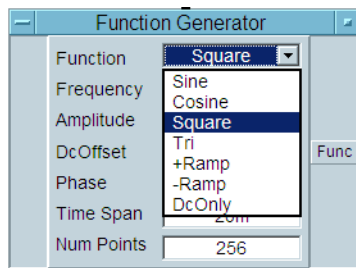 Function Generator
Function Square
Frequency Sine
Cosine
Amplitude Square
Tri
DcOffset +Ramp
Func
Phase -Ramp
DcOnly
Time Span 20m
Num Points 256